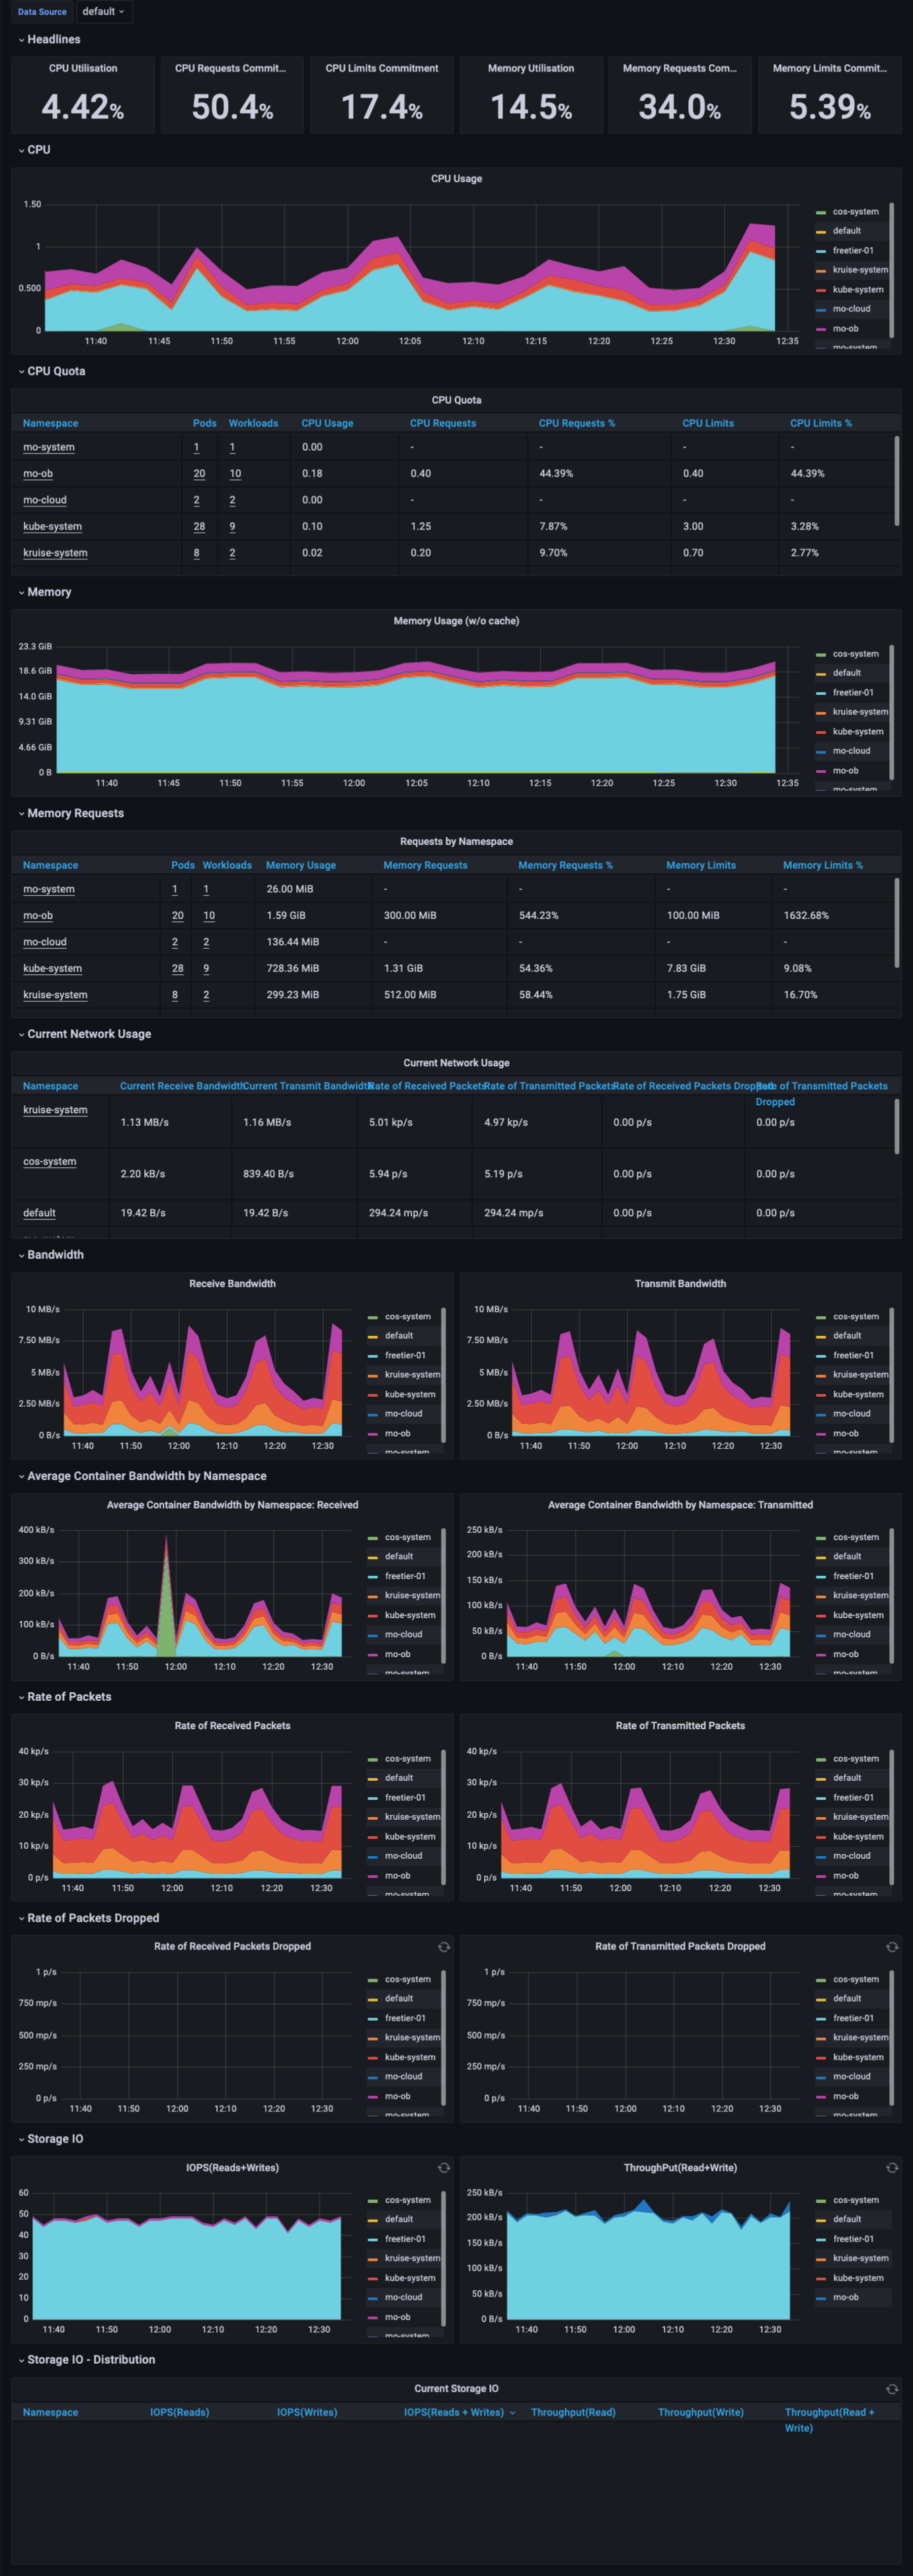 Data Source default
Headlines
CPU Utilisation CPU Requests Commit... CPU Limits Commitment Memory Utilisation Memory Requests Com... Memory Limits Commit...
4.42% 50.4% 17.4% 14.5% 34.0% 5.39%
CPU
CPU Usage
1.50
1
0.500
0
11:40 11:45 11:50 11:55 12:00 12:05 12:10 12:15 12:20 12:25 12:30 12:35
cos-system
default
freetier-01
kruise-system
kube-system
mo-cloud
mo-ob
mo-system
CPU Quota
CPU Quota
Namespace Pods Workloads CPU Usage CPU Requests CPU Requests % CPU Limits CPU Limits %
mo-system 1 1 0.00 - - - -
mo-ob 20 10 0.18 0.40 44.39% 0.40 44.39%
mo-cloud 2 2 0.00 - - - -
kube-system 28 9 0.10 1.25 7.87% 3.00 3.28%
kruise-system 8 2 0.02 0.20 9.70% 0.70 2.77%
Memory
Memory Usage (w/o cache)
23.3 GiB
18.6 GiB
14.0 GiB
9.31 GiB
4.66 GiB
0 B
11:40 11:45 11:50 11:55 12:00 12:05 12:10 12:15 12:20 12:25 12:30 12:35
cos-system
default
freetier-01
kruise-system
kube-system
mo-cloud
mo-ob
mo-system
Memory Requests
Requests by Namespace
Namespace Pods Workloads Memory Usage Memory Requests Memory Requests % Memory Limits Memory Limits %
mo-system 1 1 26.00 MiB - - - -
mo-ob 20 10 1.59 GiB 300.00 MiB 544.23% 100.00 MiB 1632.68%
mo-cloud 2 2 136.44 MiB - - - -
kube-system 28 9 728.36 MiB 1.31 GiB 54.36% 7.83 GiB 9.08%
kruise-system 8 2 299.23 MiB 512.00 MiB 58.44% 1.75 GiB 16.70%
Current Network Usage
Current Network Usage
Namespace Current Receive Bandwidth Current Transmit Bandwidth Rate of Received Packets Rate of Transmitted Packets Rate of Received Packets Dropped Rate of Transmitted Packets
Dropped
kruise-system 1.13 MB/s 1.16 MB/s 5.01 kp/s 4.97 kp/s 0.00 p/s 0.00 p/s
cos-system 2.20 kB/s 839.40 B/s 5.94 p/s 5.19 p/s 0.00 p/s 0.00 p/s
default 19.42 B/s 19.42 B/s 294.24 mp/s 294.24 mp/s 0.00 p/s 0.00 p/s
Bandwidth
Receive Bandwidth
10 MB/s
7.50 MB/s
5 MB/s
2.50 MB/s
0 B/s
11:40 11:50 12:00 12:10 12:20 12:30
cos-system
default
freetier-01
kruise-system
kube-system
mo-cloud
mo-ob
mo-system
Transmit Bandwidth
10 MB/s
7.50 MB/s
5 MB/s
2.50 MB/s
0 B/s
11:40 11:50 12:00 12:10 12:20 12:30
cos-system
default
freetier-01
kruise-system
kube-system
mo-cloud
mo-ob
mo-system
Average Container Bandwidth by Namespace
Average Container Bandwidth by Namespace: Received
400 kB/s
300 kB/s
200 kB/s
100 kB/s
0 B/s
11:40 11:50 12:00 12:10 12:20 12:30
cos-system
default
freetier-01
kruise-system
kube-system
mo-cloud
mo-ob
mo-system
Average Container Bandwidth by Namespace: Transmitted
250 kB/s
200 kB/s
150 kB/s
100 kB/s
50 kB/s
0 B/s
11:40 11:50 12:00 12:10 12:20 12:30
cos-system
default
freetier-01
kruise-system
kube-system
mo-cloud
mo-ob
mo-system
Rate of Packets
Rate of Received Packets
40 kp/s
30 kp/s
20 kp/s
10 kp/s
0 p/s
11:40 11:50 12:00 12:10 12:20 12:30
cos-system
default
freetier-01
kruise-system
kube-system
mo-cloud
mo-ob
mo-system
Rate of Transmitted Packets
40 kp/s
30 kp/s
20 kp/s
10 kp/s
0 p/s
11:40 11:50 12:00 12:10 12:20 12:30
cos-system
default
freetier-01
kruise-system
kube-system
mo-cloud
mo-ob
mo-system
Rate of Packets Dropped
Rate of Received Packets Dropped
1 p/s
750 mp/s
500 mp/s
250 mp/s
0 p/s
11:40 11:50 12:00 12:10 12:20 12:30
cos-system
default
freetier-01
kruise-system
kube-system
mo-cloud
mo-ob
mo-system
Rate of Transmitted Packets Dropped
1 p/s
750 mp/s
500 mp/s
250 mp/s
0 p/s
11:40 11:50 12:00 12:10 12:20 12:30
cos-system
default
freetier-01
kruise-system
kube-system
mo-cloud
mo-ob
mo-system
Storage IO
IOPS(Reads+Writes)
60
50
40
30
20
10
0
11:40 11:50 12:00 12:10 12:20 12:30
cos-system
default
freetier-01
kruise-system
kube-system
mo-cloud
mo-ob
mo-system
ThroughPut(Read+Write)
250 kB/s
200 kB/s
150 kB/s
100 kB/s
50 kB/s
0 B/s
11:40 11:50 12:00 12:10 12:20 12:30
cos-system
default
freetier-01
kruise-system
kube-system
mo-ob
Storage IO - Distribution
Current Storage IO
Namespace IOPS(Reads) IOPS(Writes) IOPS(Reads + Writes) Throughput(Read) Throughput(Write) Throughput(Read +
Write)